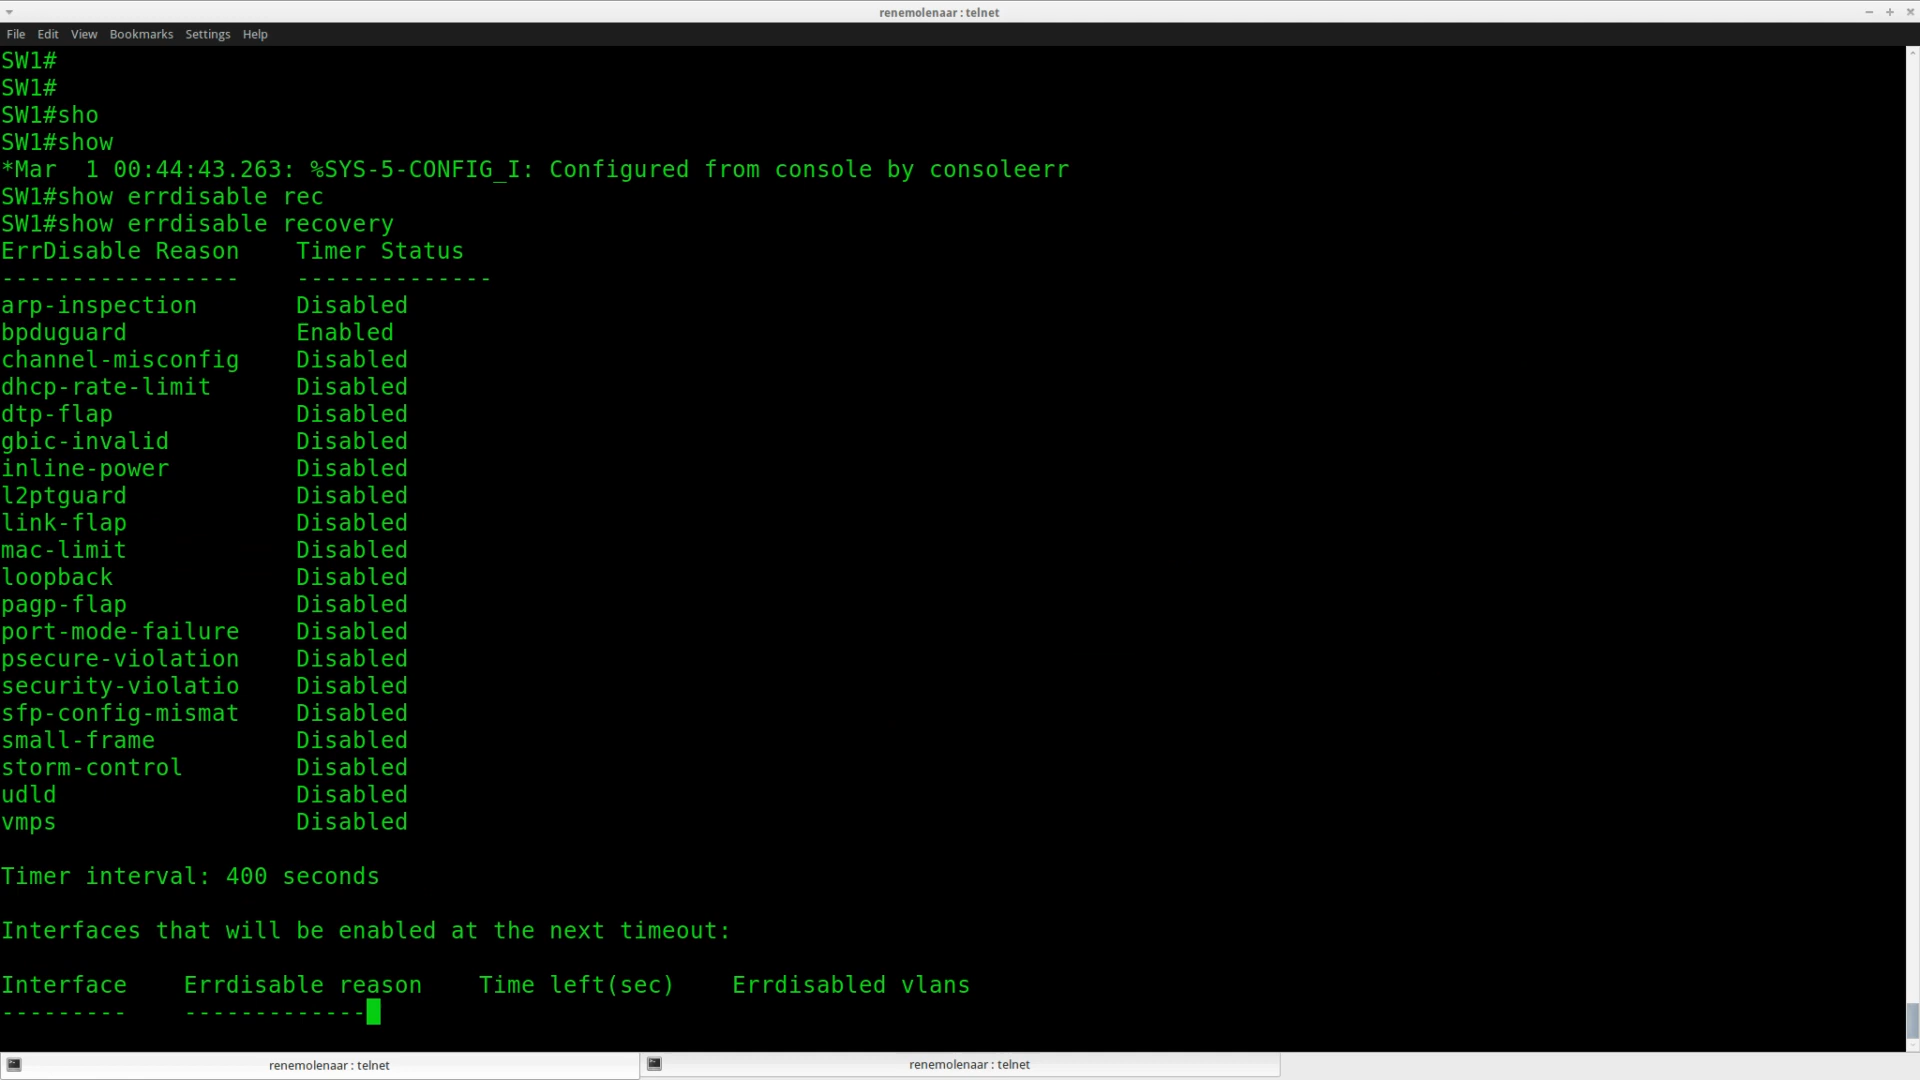 renemolenaar : telnet
File Edit View Bookmarks Settings Help
SW1#
SW1#
SW1#sho
SW1#show
*Mar  1 00:44:43.263: %SYS-5-CONFIG_I: Configured from console by consoleerr
SW1#show errdisable rec
SW1#show errdisable recovery
ErrDisable Reason    Timer Status
-----------------    --------------
arp-inspection       Disabled
bpduguard            Enabled
channel-misconfig    Disabled
dhcp-rate-limit      Disabled
dtp-flap             Disabled
gbic-invalid         Disabled
inline-power         Disabled
l2ptguard            Disabled
link-flap            Disabled
mac-limit            Disabled
loopback             Disabled
pagp-flap            Disabled
port-mode-failure    Disabled
psecure-violation    Disabled
security-violatio    Disabled
sfp-config-mismat    Disabled
small-frame          Disabled
storm-control        Disabled
udld                 Disabled
vmps                 Disabled
Timer interval: 400 seconds
Interfaces that will be enabled at the next timeout:
Interface    Errdisable reason    Time left(sec)    Errdisabled vlans
---------    -------------
renemolenaar : telnet    renemolenaar : telnet